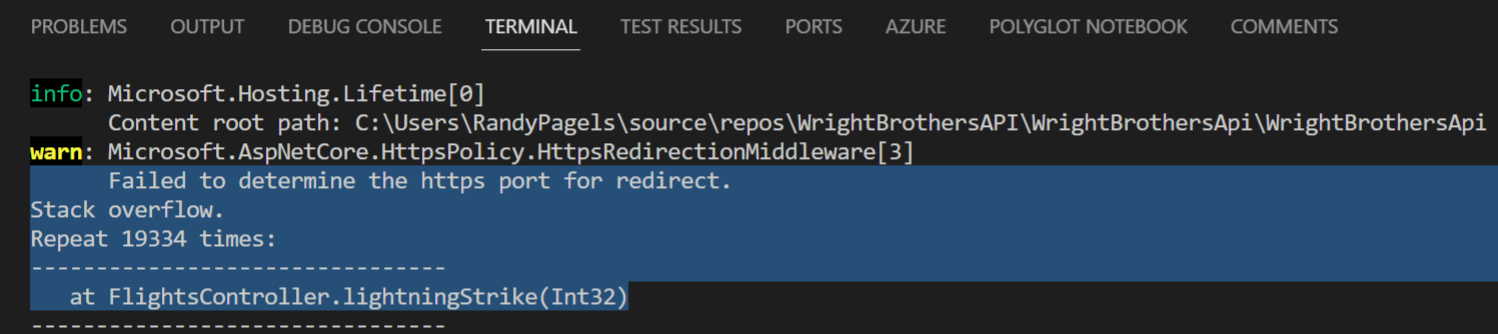 PROBLEMS OUTPUT DEBUG CONSOLE TERMINAL TEST RESULTS PORTS AZURE POLYGLOT NOTEBOOK COMMENTS
info: Microsoft.Hosting.Lifetime[0]
Content root path: C:\Users\RandyPagels\source\repos\WrightBrothersAPI\WrightBrothersApi\WrightBrothersApi
warn: Microsoft.AspNetCore.HttpsPolicy.HttpsRedirectionMiddleware[3]
Failed to determine the https port for redirect.
Stack overflow.
Repeat 19334 times:
--------------------------------
at FlightsController.lightningStrike(Int32)
--------------------------------